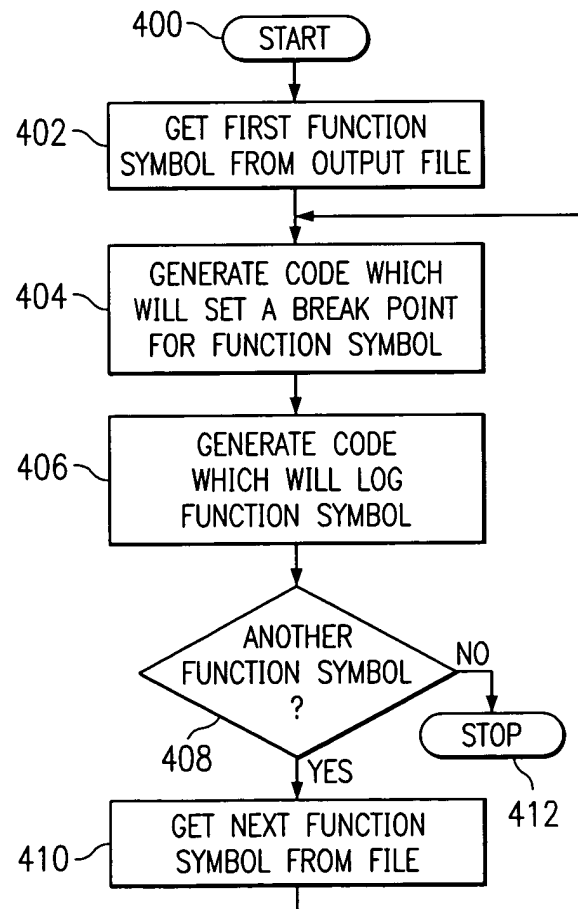 400
START
402
GET FIRST FUNCTION
SYMBOL FROM OUTPUT FILE
404
GENERATE CODE WHICH
WILL SET A BREAK POINT
FOR FUNCTION SYMBOL
406
GENERATE CODE
WHICH WILL LOG
FUNCTION SYMBOL
ANOTHER
FUNCTION SYMBOL
?
408
NO
STOP
412
YES
410
GET NEXT FUNCTION
SYMBOL FROM FILE